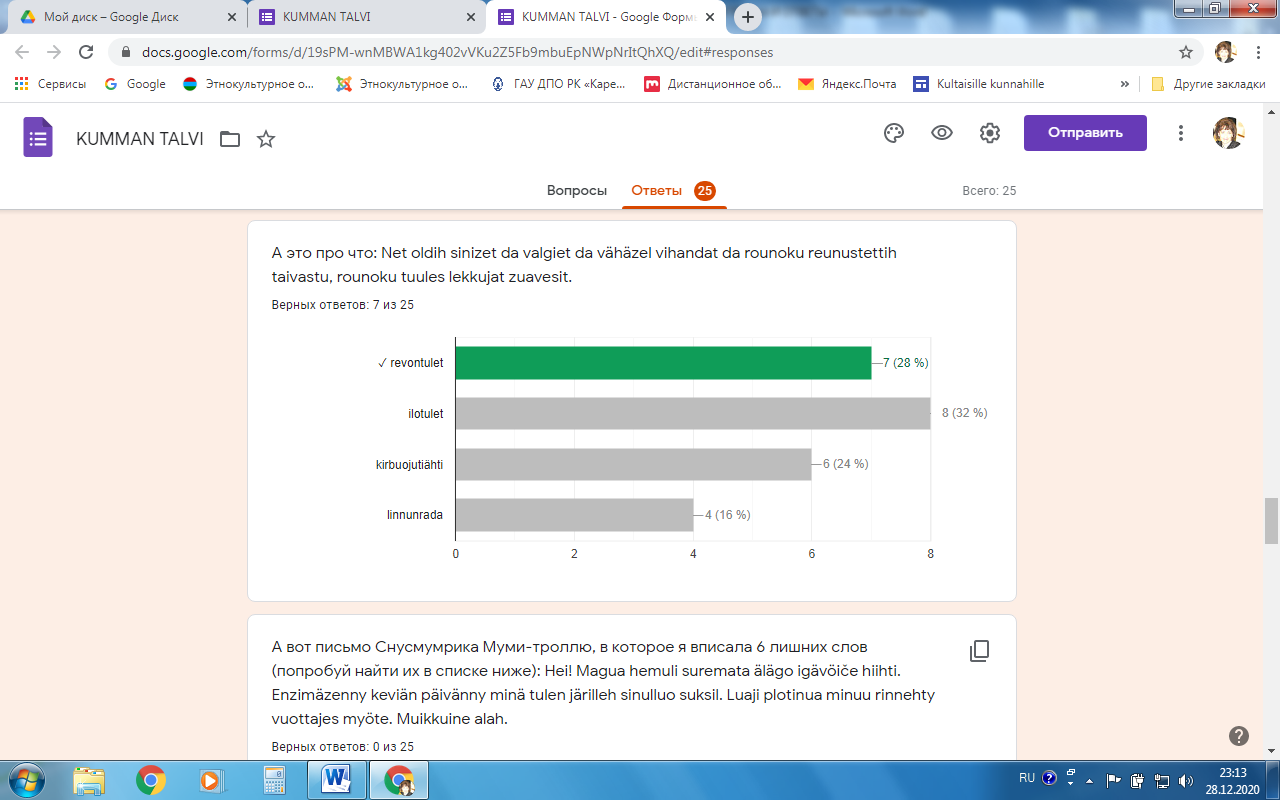 Мой диск – Google Диск
KUMMAN TALVI
KUMMAN TALVI - Google Форм
docs.google.com/forms/d/19sPM-wnMBWA1kg402vVKu2Z5Fb9mbuEpNWpNrItQhXQ/edit#responses
Сервисы
Google
Этнокультурное о...
Этнокультурное о...
ГАУ ДПО РК «Каре...
Дистанционное об...
Яндекс.Почта
Kultaisille kunnahille
»
Другие закладки
KUMMAN TALVI
Отправить
Вопросы
Ответы 25
Всего: 25
А это про что: Net oldih sinizet da valgiet da vähäzel vihandat da rounoku reunustettih
taivastu, rounoku tuules lekkujat zuavesit.
Верных ответов: 7 из 25
✓ revontulet
7 (28 %)
ilotulet
8 (32 %)
kirbuojutiähti
6 (24 %)
linnunrada
4 (16 %)
0 2 4 6 8
А вот письмо Снусмумрика Муми-троллю, в которое я вписала 6 лишних слов
(попробуй найти их в списке ниже): Hei! Magua hemuli suremata älägo igävöiče hiihti.
Enzimäzenny keviän päivänny minä tulen järilleh sinulluo suksil. Luaji plotinua minuu rinnehty
vuottajes myöte. Muikkuine alah.
Верных ответов: 0 из 25
RU
23:13
28.12.2020